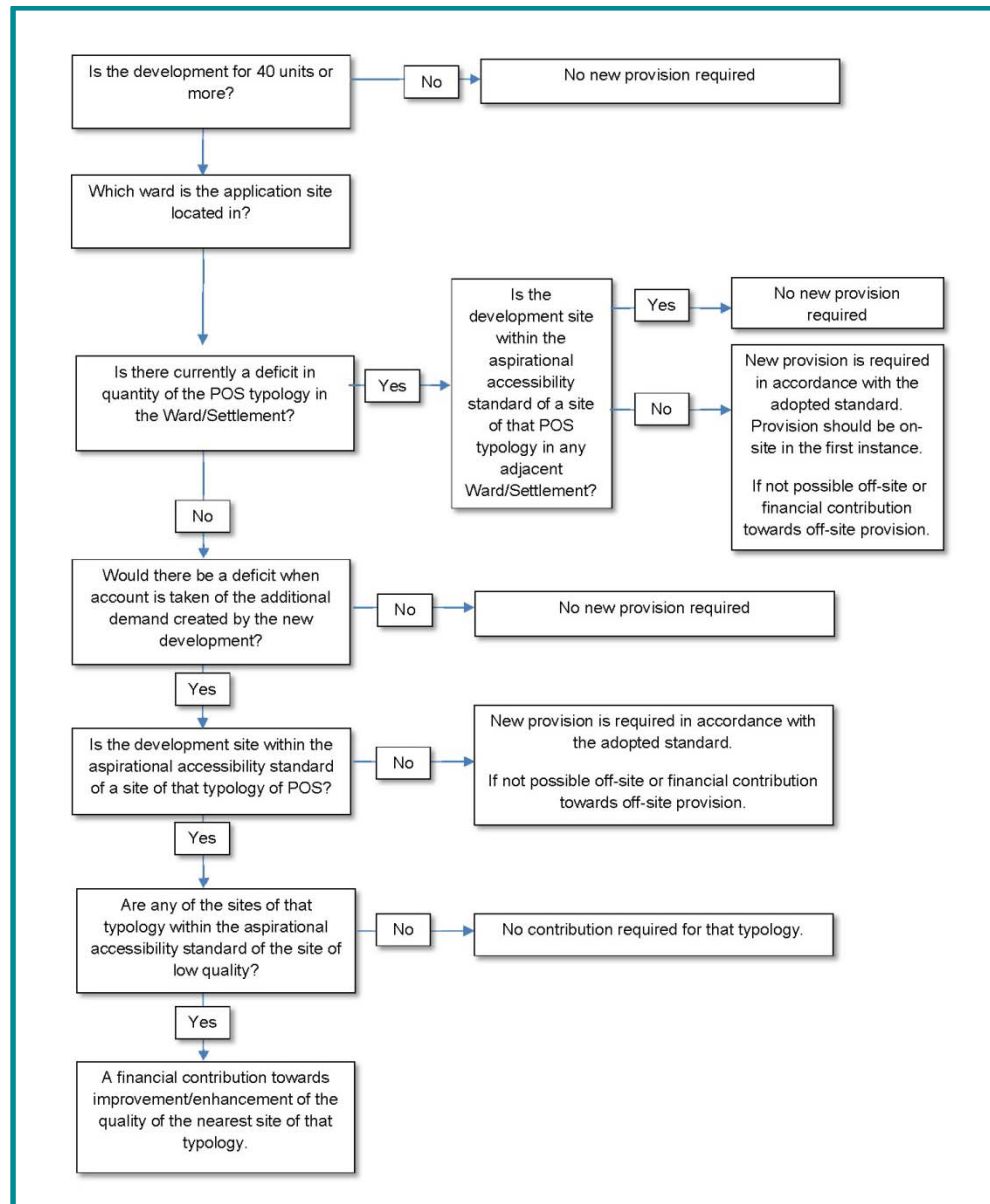 Is the development for 40 units or
more?
No
No new provision required
Which ward is the application site
located in?
Is there currently a deficit in
quantity of the POS typology in
the Ward/Settlement?
Yes
Is the
development site
within the
aspirational
accessibility
standard of a site
of that POS
typology in any
adjacent
Ward/Settlement?
Yes
No new provision
required
No
New provision is required
in accordance with the
adopted standard.
Provision should be on-
site in the first instance.
If not possible off-site or
financial contribution
towards off-site provision.
No
Would there be a deficit when
account is taken of the additional
demand created by the new
development?
No
No new provision required
Yes
Is the development site within the
aspirational accessibility standard
of a site of that typology of POS?
No
New provision is required in accordance with
the adopted standard.
If not possible off-site or financial contribution
towards off-site provision.
Yes
Are any of the sites of that
typology within the aspirational
accessibility standard of the site of
low quality?
No
No contribution required for that typology.
Yes
A financial contribution towards
improvement/enhancement of the
quality of the nearest site of that
typology.